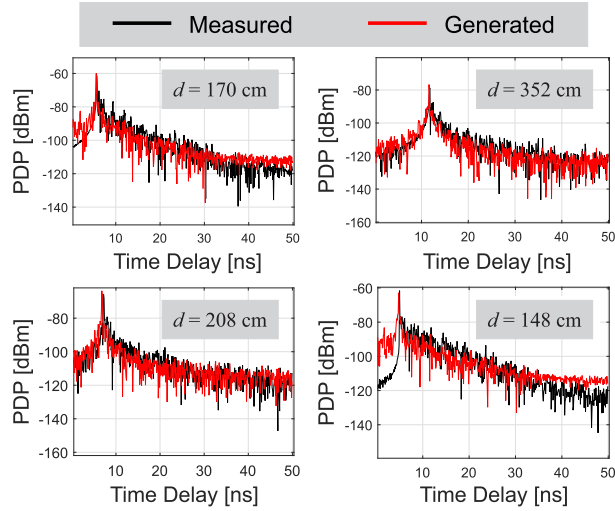 Measured Generated
-60
-80
-100
-120
-140
PDP [dBm]
d = 170 cm
10 20 30 40 50
Time Delay [ns]
-60
-80
-100
-120
-140
-160
PDP [dBm]
d = 352 cm
10 20 30 40 50
Time Delay [ns]
-80
-100
-120
-140
-160
PDP [dBm]
d = 208 cm
10 20 30 40 50
Time Delay [ns]
-80
-100
-120
-140
PDP [dBm]
d = 148 cm
10 20 30 40 50
Time Delay [ns]